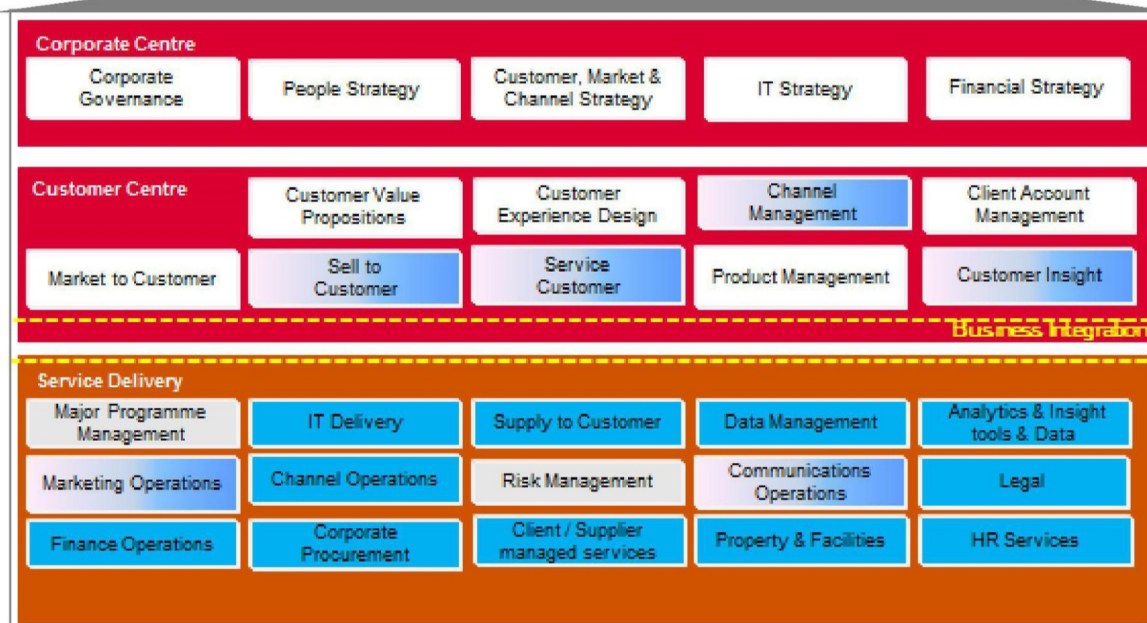 Corporate Centre
Corporate
Governance
People Strategy
Customer, Market &
Channel Strategy
IT Strategy
Financial Strategy
Customer Centre
Customer Value
Propositions
Customer
Experience Design
Channel
Management
Client Account
Management
Market to Customer
Sell to
Customer
Service
Customer
Product Management
Customer Insight
Business Integration
Service Delivery
Major Programme
Management
IT Delivery
Supply to Customer
Data Management
Analytics & Insight
tools & Data
Marketing Operations
Channel Operations
Risk Management
Communications
Operations
Legal
Finance Operations
Corporate
Procurement
Client / Supplier
managed services
Property & Facilities
HR Services